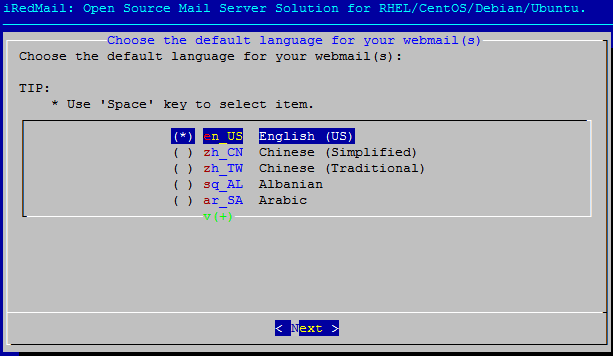 iRedMail: Open Source Mail Server Solution for RHEL/CentOS/Debian/Ubuntu.
Choose the default language for your webmail(s)
Choose the default language for your webmail(s):
TIP:
* Use 'Space' key to select item.
(*) en_US English (US)
( ) zh_CN Chinese (Simplified)
( ) zh_TW Chinese (Traditional)
( ) sq_AL Albanian
( ) ar_SA Arabic
v(+)
< Next >